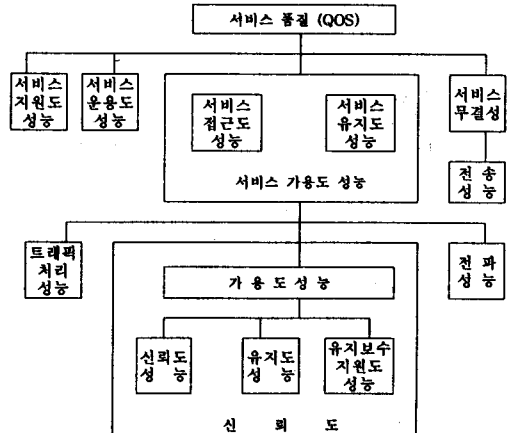 서비스 품질 (QOS)
서비스
지원도
성능
서비스
운용도
성능
서비스
접근도
성능
서비스
유지도
성능
서비스 가용도 성능
서비스
무결성
전 송
성 능
트래픽
처리
성능
가 용 도 성 능
신뢰도
성 능
유지도
성 능
유지보수
지원도
성능
신 뢰 도
전 파
성 능